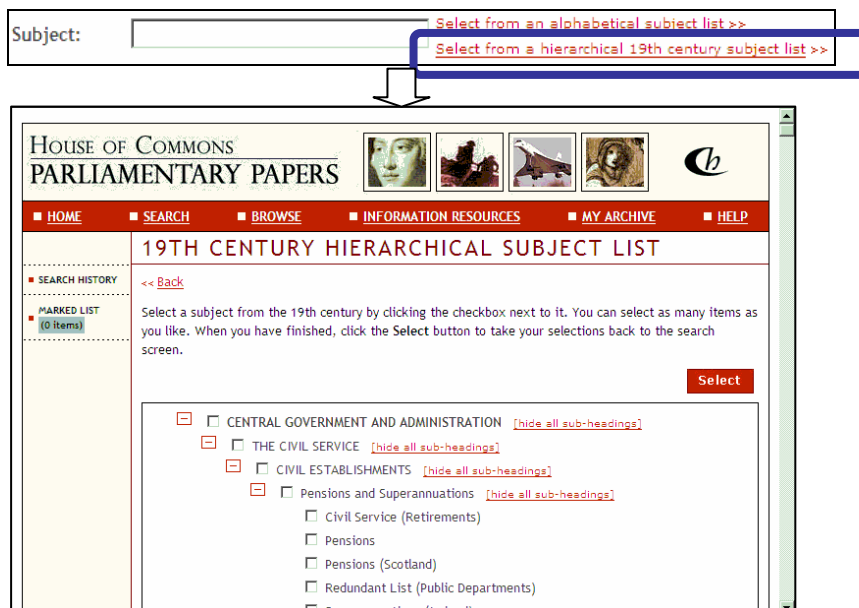 Subject:
Select from an alphabetical subject list >>
Select from a hierarchical 19th century subject list >>
HOUSE OF COMMONS
PARLIAMENTARY PAPERS
Ch
HOME SEARCH BROWSE INFORMATION RESOURCES MY ARCHIVE HELP
19TH CENTURY HIERARCHICAL SUBJECT LIST
SEARCH HISTORY
MARKED LIST
(0 items)
<< Back
Select a subject from the 19th century by clicking the checkbox next to it. You can select as many items as
you like. When you have finished, click the Select button to take your selections back to the search
screen.
Select
CENTRAL GOVERNMENT AND ADMINISTRATION [hide all sub-headings]
THE CIVIL SERVICE [hide all sub-headings]
CIVIL ESTABLISHMENTS [hide all sub-headings]
Pensions and Superannuations [hide all sub-headings]
Civil Service (Retirements)
Pensions
Pensions (Scotland)
Redundant List (Public Departments)